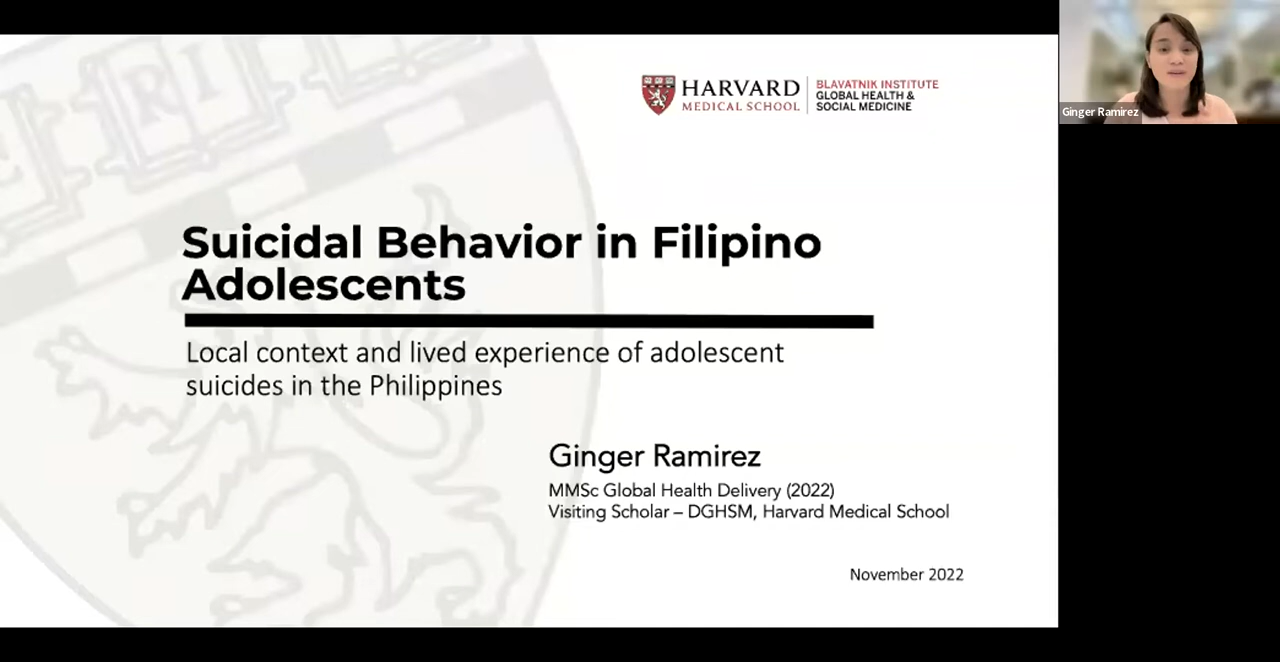 HARVARD
MEDICAL SCHOOL
BLAVATNIK INSTITUTE
GLOBAL HEALTH &
SOCIAL MEDICINE
Ginger Ramirez
Suicidal Behavior in Filipino
Adolescents
Local context and lived experience of adolescent
suicides in the Philippines
Ginger Ramirez
MMSc Global Health Delivery (2022)
Visiting Scholar – DGHSM, Harvard Medical School
November 2022